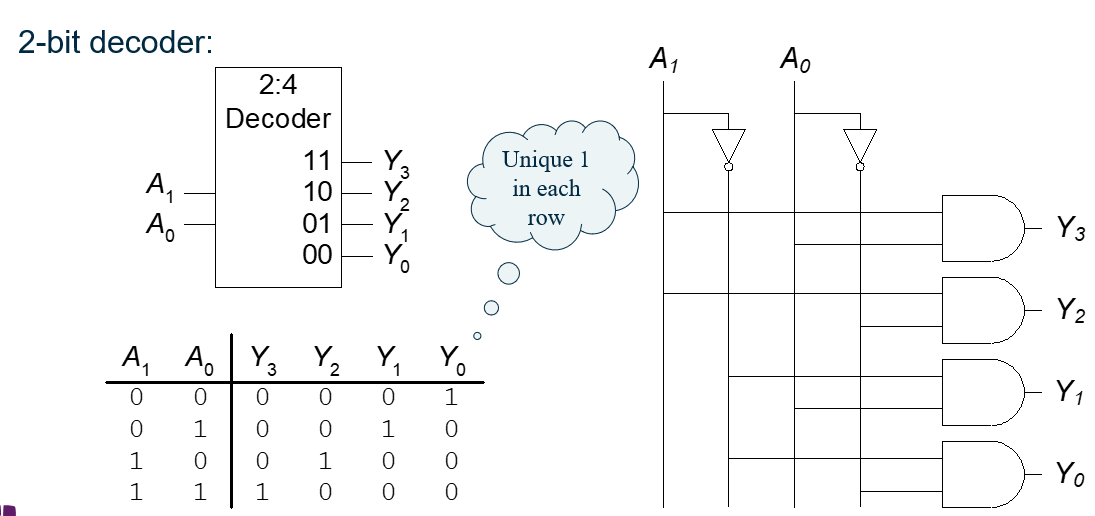 2-bit decoder:
2:4
Decoder
11
10
01
00
A1
A0
Y3
Y2
Y1
Y0
Unique 1
in each
row
A1 A0 Y3 Y2 Y1 Y0
0 0 0 0 0 1
0 1 0 0 1 0
1 0 0 1 0 0
1 1 1 0 0 0
A1 A0
Y3
Y2
Y1
Y0